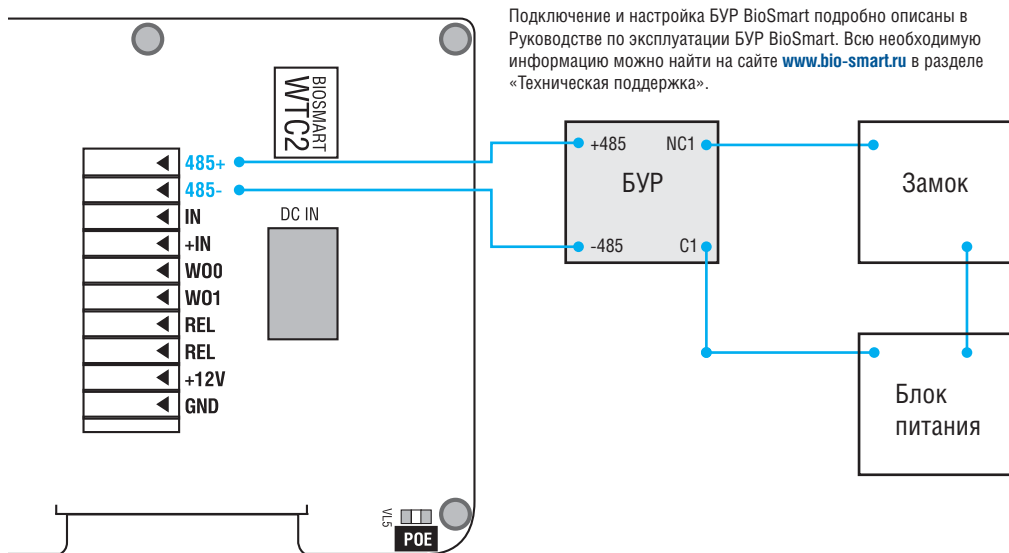 Подключение и настройка БУР BioSmart подробно описаны в
Руководстве по эксплуатации БУР BioSmart. Всю необходимую
информацию можно найти на сайте www.bio-smart.ru в разделе
«Техническая поддержка».
BIOSMART
WTC2
485+
485-
IN
+IN
WO0
WO1
REL
REL
+12V
GND
DC IN
VL5
POE
+485
NC1
БУР
-485
C1
Замок
Блок
питания